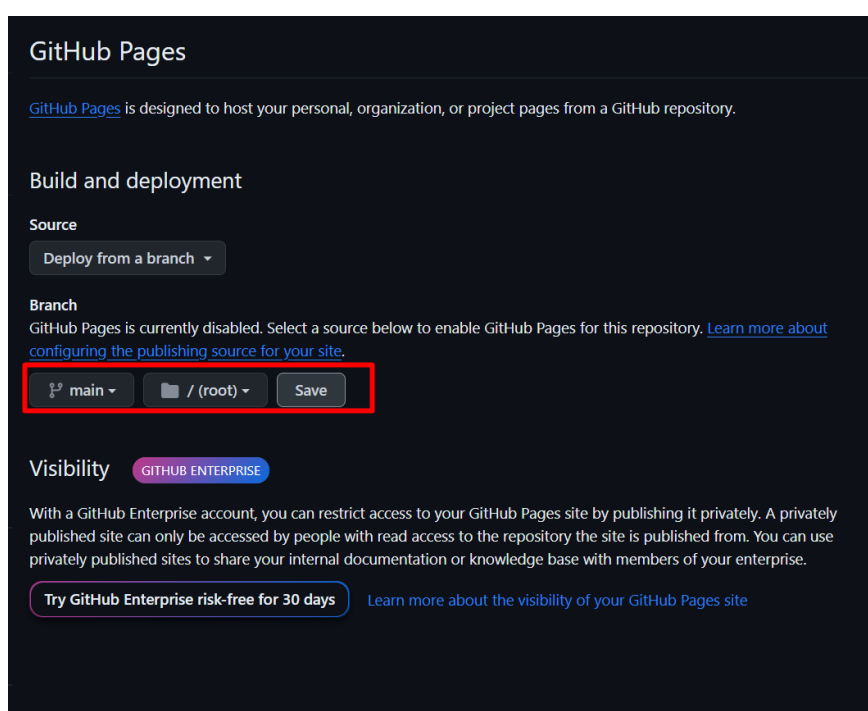 GitHub Pages
GitHub Pages is designed to host your personal, organization, or project pages from a GitHub repository.
Build and deployment
Source
Deploy from a branch
Branch
GitHub Pages is currently disabled. Select a source below to enable GitHub Pages for this repository. Learn more about
configuring the publishing source for your site.
main / (root) Save
Visibility GITHUB ENTERPRISE
With a GitHub Enterprise account, you can restrict access to your GitHub Pages site by publishing it privately. A privately
published site can only be accessed by people with read access to the repository the site is published from. You can use
privately published sites to share your internal documentation or knowledge base with members of your enterprise.
Try GitHub Enterprise risk-free for 30 days Learn more about the visibility of your GitHub Pages site